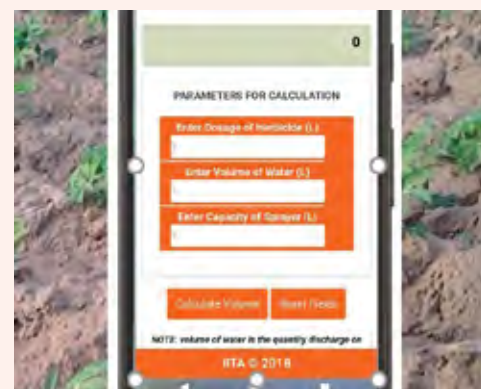 0
PARAMETERS FOR CALCULATION
Enter Dosage of Herbicide (L)
Enter Volume of Water (L)
Enter Capacity of Sprayer (L)
Calculate Volume
Reset Fields
NOTE: volume of water is the quantity discharge on
IITA © 2018